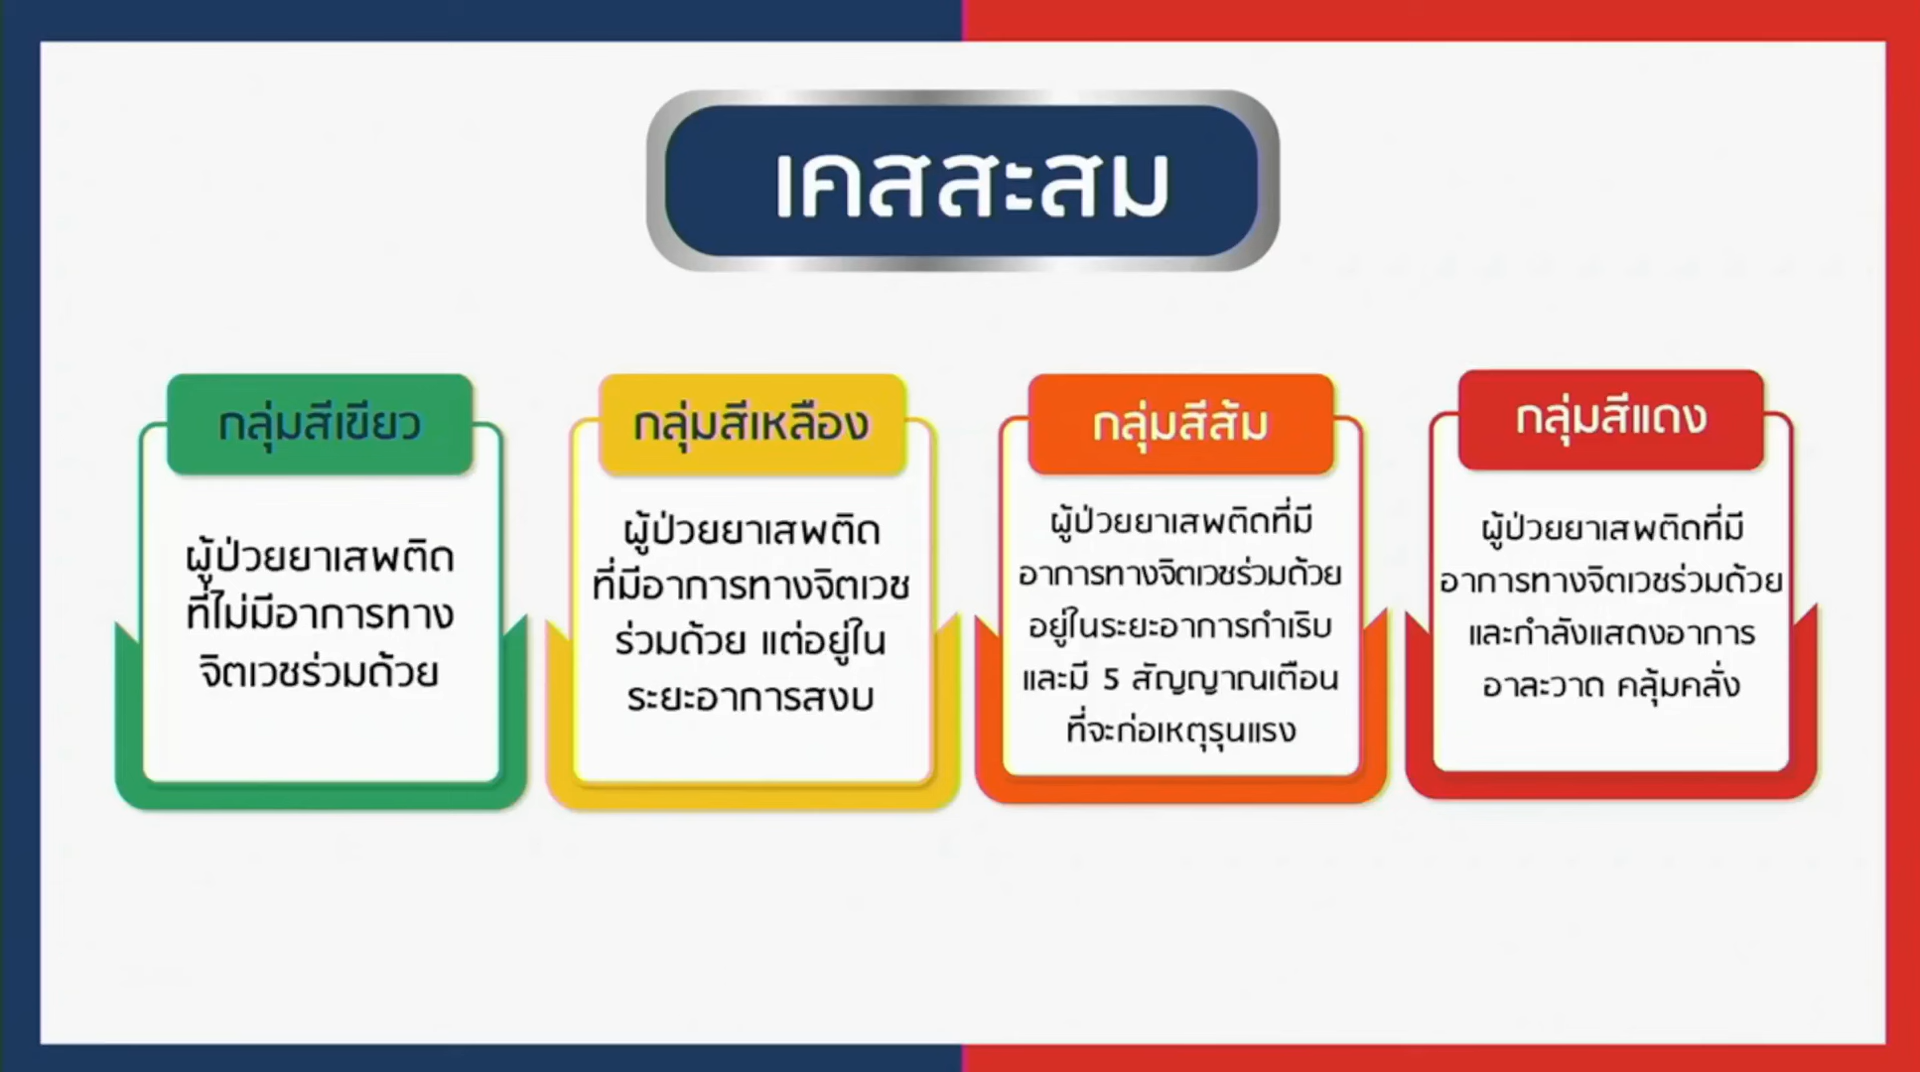 เคสสะสม
กลุ่มสีเขียว
ผู้ป่วยยาเสพติด
ที่ไม่มีอาการทาง
จิตเวชร่วมด้วย
กลุ่มสีเหลือง
ผู้ป่วยยาเสพติด
ที่มีอาการทางจิตเวช
ร่วมด้วย แต่อยู่ใน
ระยะอาการสงบ
กลุ่มสีส้ม
ผู้ป่วยยาเสพติดที่มี
อาการทางจิตเวชร่วมด้วย
อยู่ในระยะอาการกำเริบ
และมี 5 สัญญาณเตือน
ที่จะก่อเหตุรุนแรง
กลุ่มสีแดง
ผู้ป่วยยาเสพติดที่มี
อาการทางจิตเวชร่วมด้วย
และกำลังแสดงอาการ
อาละวาด คลุ้มคลั่ง